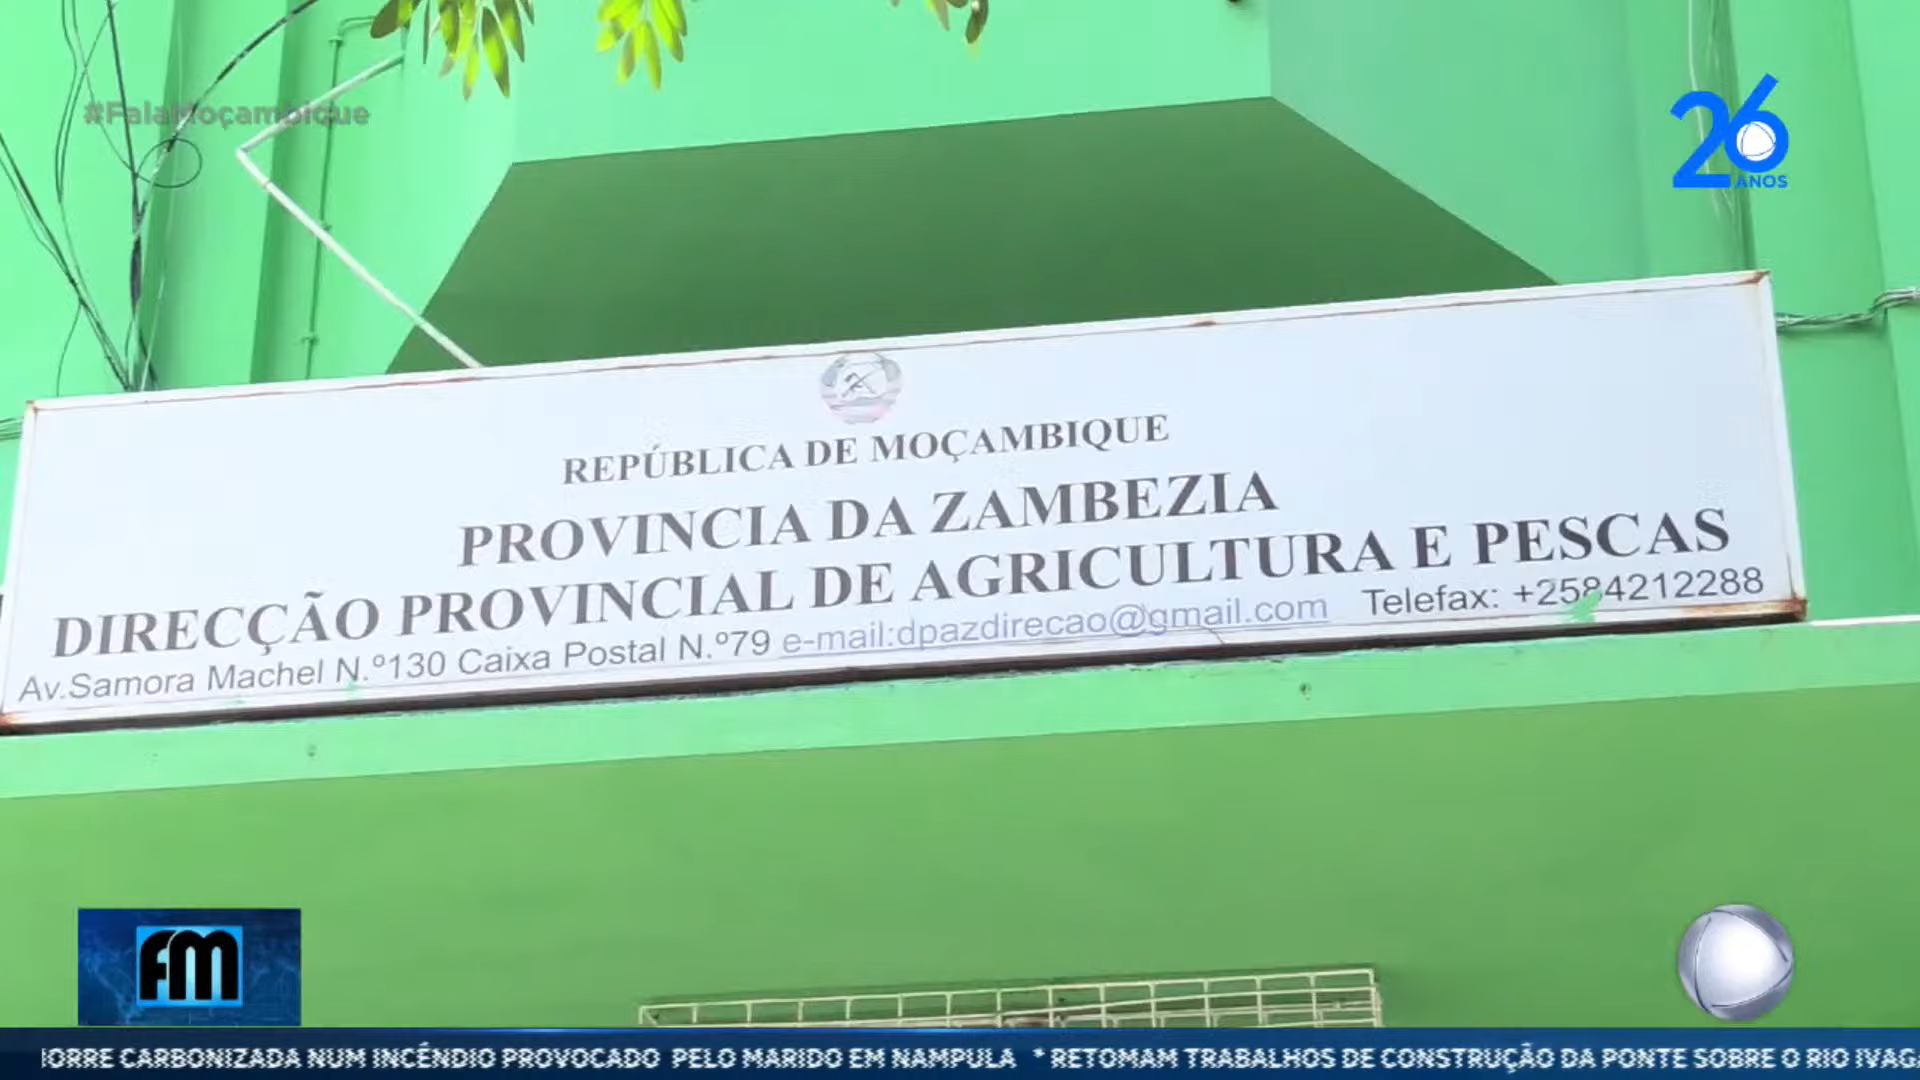 #FalaMoçambique
26
ANOS
REPÚBLICA DE MOÇAMBIQUE
PROVINCIA DA ZAMBEZIA
DIRECÇÃO PROVINCIAL DE AGRICULTURA E PESCAS
Av.Samora Machel N.º130 Caixa Postal N.º79 e-mail:dpazdirecao@gmail.com Telefax: +2584212288
FM
CARBONIZADA NUM INCÊNDIO PROVOCADO PELO MARIDO EM NAMPULA * RETOMAM TRABALHOS DE CONSTRUÇÃO DA PONTE SOBRE O RIO